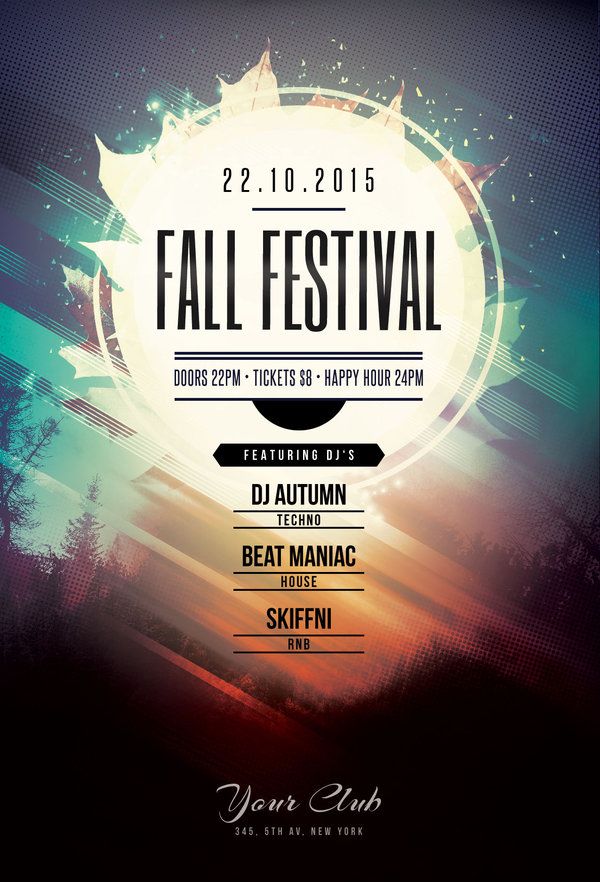 22.10.2015
FALL FESTIVAL
DOORS 22PM • TICKETS $8 • HAPPY HOUR 24PM
FEATURING DJ'S
DJ AUTUMN
TECHNO
BEAT MANIAC
HOUSE
SKIFFNI
RNB
Your Club
345, 5TH AV, NEW YORK